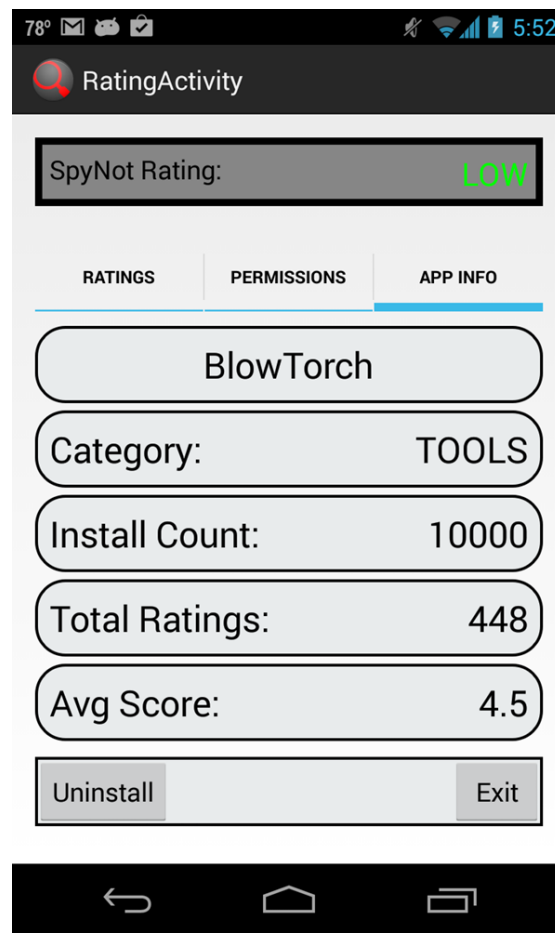 78° 5:52
RatingActivity
SpyNot Rating: LOW
RATINGS PERMISSIONS APP INFO
BlowTorch
Category: TOOLS
Install Count: 10000
Total Ratings: 448
Avg Score: 4.5
Uninstall Exit